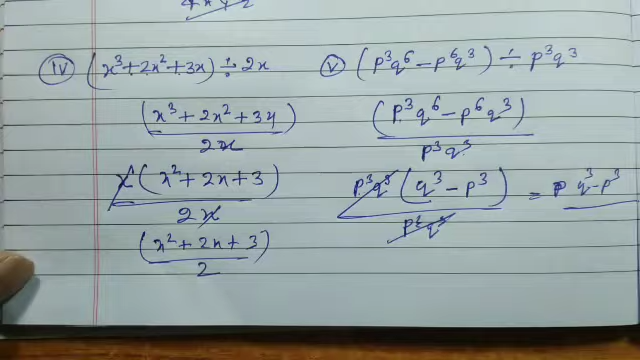 (iv) (x³ + 2x² + 3x) ÷ 2x
(x³ + 2x² + 3x)
2x
x(x² + 2x + 3)
2x
(x² + 2x + 3)
2
(v) (p³q⁶ - p⁶q³) ÷ p³q³
(p³q⁶ - p⁶q³)
p³q³
p³q³(q³ - p³) = p q³-p³
p³q³